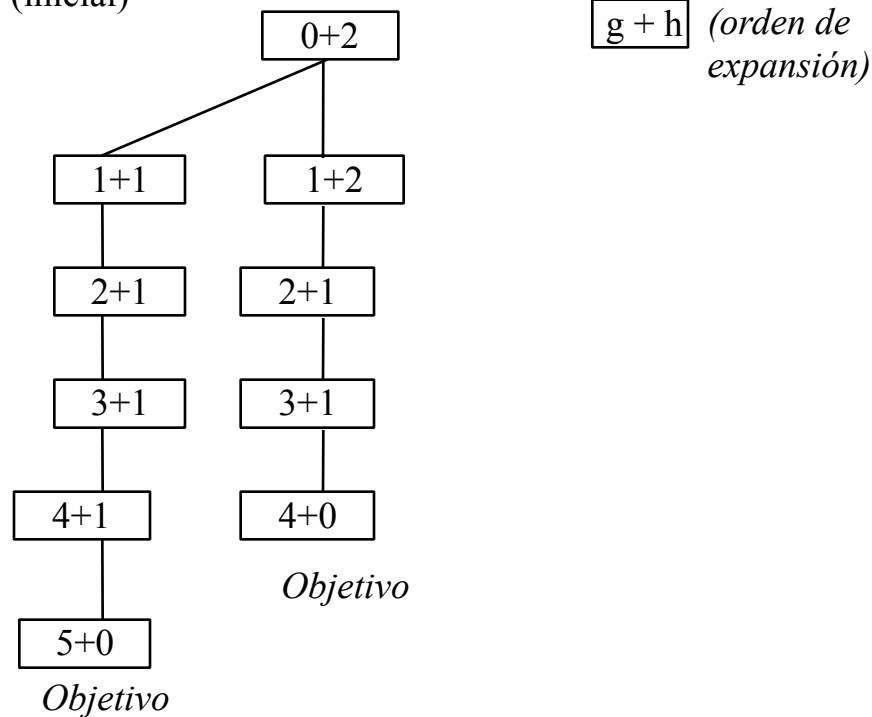 (inicial)
0+2
g + h (orden de
expansión)
1+1 1+2
2+1 2+1
3+1 3+1
4+1 4+0
Objetivo
5+0
Objetivo